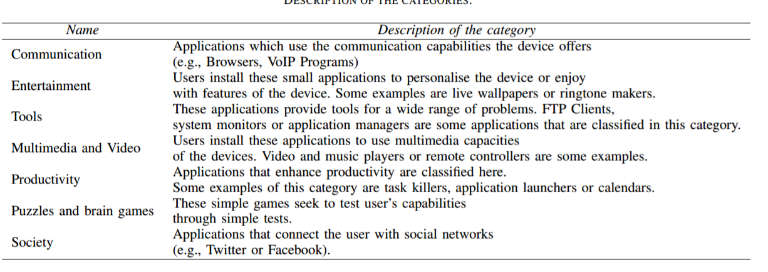 DESCRIPTION OF THE CATEGORIES.
Name Description of the category
Communication
Applications which use the communication capabilities the device offers
(e.g., Browsers, VoIP Programs)
Entertainment
Users install these small applications to personalise the device or enjoy
with features of the device. Some examples are live wallpapers or ringtone makers.
Tools
These applications provide tools for a wide range of problems. FTP Clients,
system monitors or application managers are some applications that are classified in this category.
Multimedia and Video
Users install these applications to use multimedia capacities
of the devices. Video and music players or remote controllers are some examples.
Productivity
Applications that enhance productivity are classified here.
Some examples of this category are task killers, application launchers or calendars.
Puzzles and brain games
These simple games seek to test user's capabilities
through simple tests.
Society
Applications that connect the user with social networks
(e.g., Twitter or Facebook).